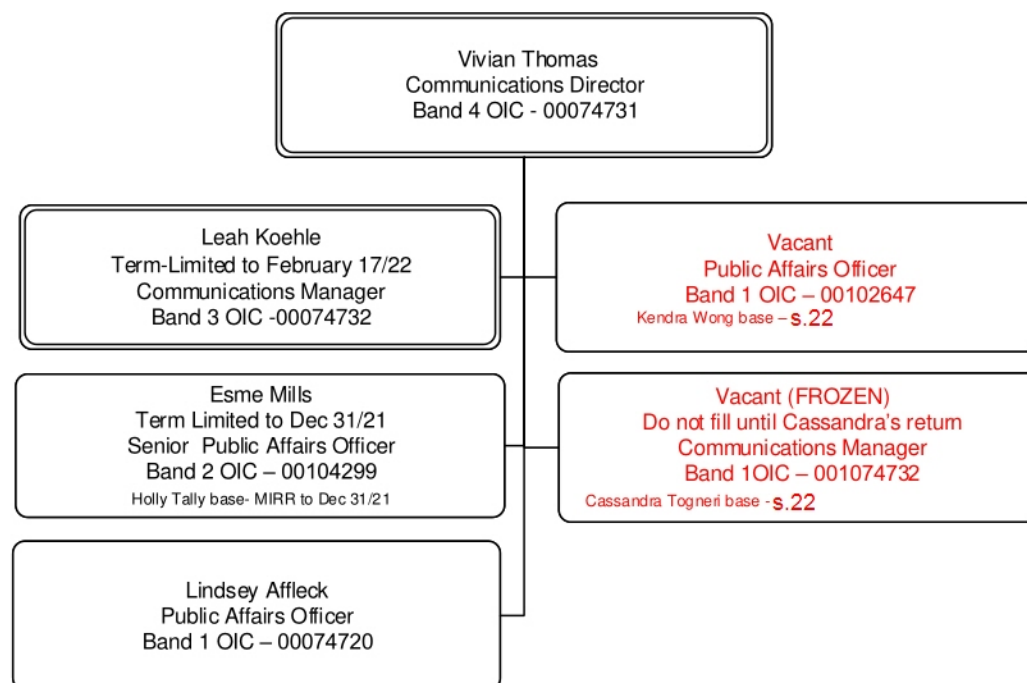 Vivian Thomas
Communications Director
Band 4 OIC - 00074731
Leah Koehle
Term-Limited to February 17/22
Communications Manager
Band 3 OIC -00074732
Vacant
Public Affairs Officer
Band 1 OIC – 00102647
Kendra Wong base – s.22
Esme Mills
Term Limited to Dec 31/21
Senior Public Affairs Officer
Band 2 OIC – 00104299
Holly Tally base- MIRR to Dec 31/21
Vacant (FROZEN)
Do not fill until Cassandra's return
Communications Manager
Band 1OIC – 001074732
Cassandra Togneri base - s.22
Lindsey Affleck
Public Affairs Officer
Band 1 OIC – 00074720